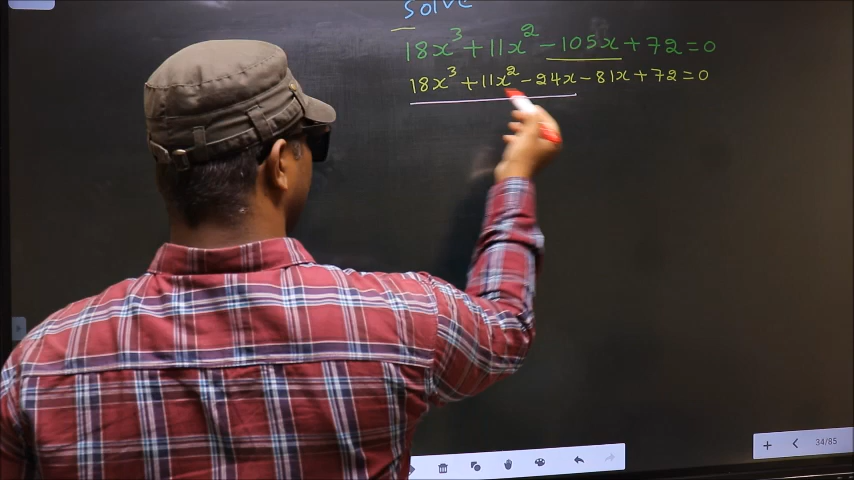 Solve
18x³ + 11x² - 105x + 72 = 0
18x³ + 11x² - 24x - 81x + 72 = 0
34/85